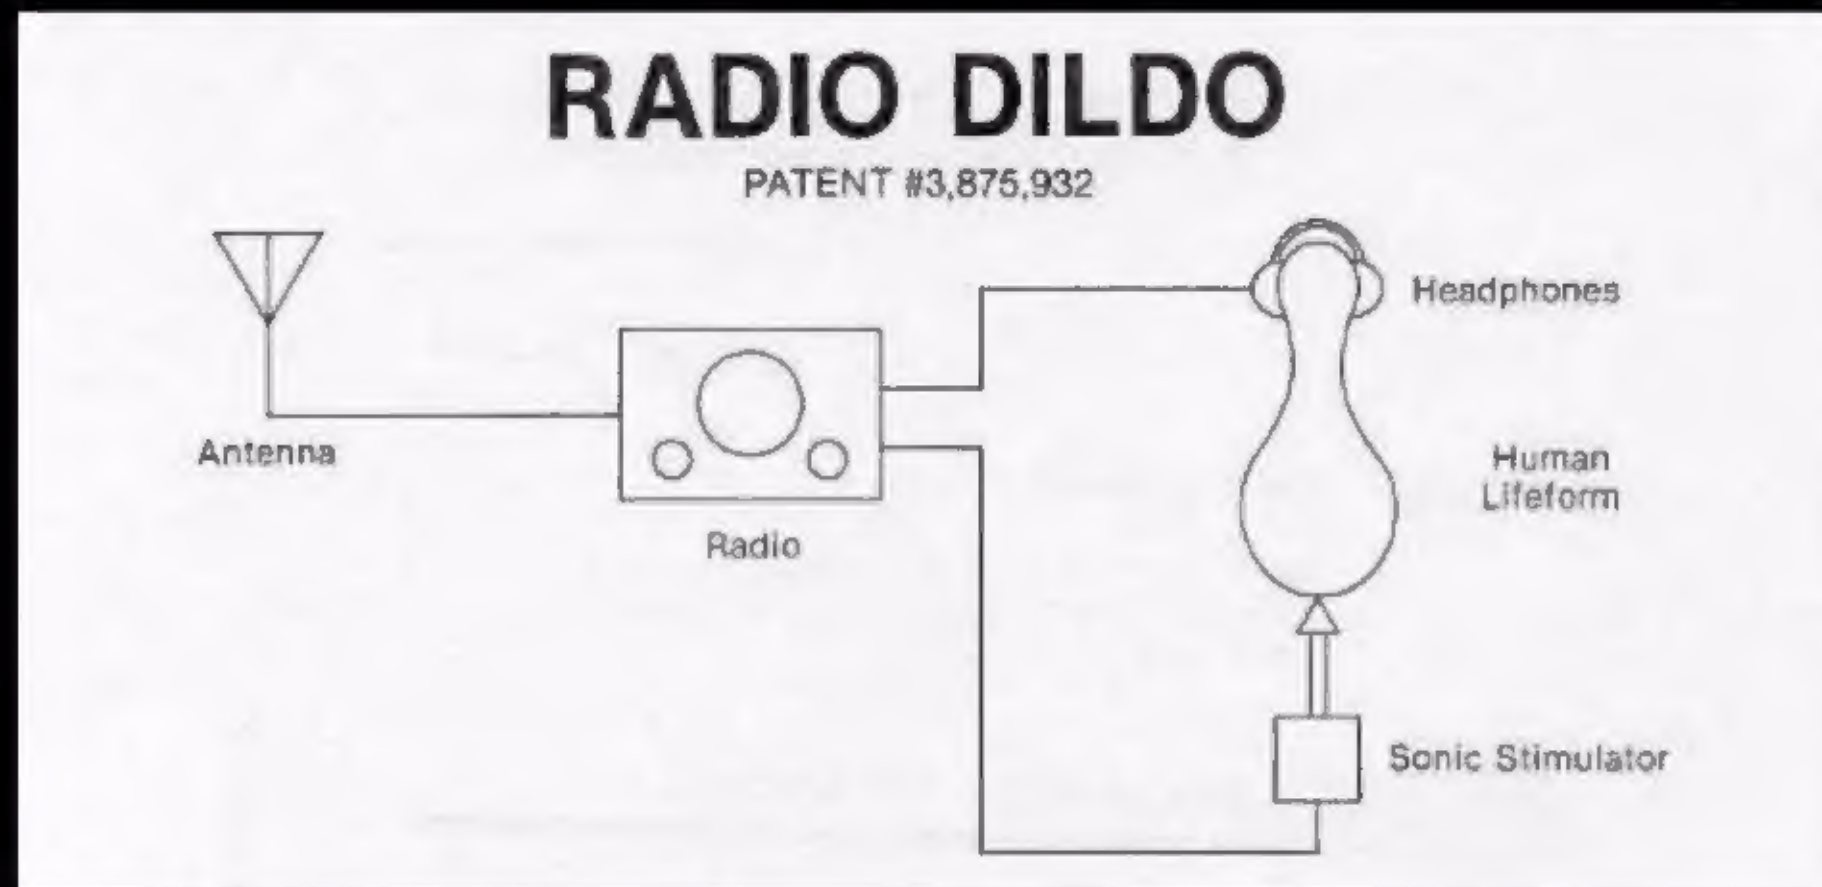 RADIO DILDO
PATENT #3,875,932
Headphones
Antenna
Human
Lifeform
Radio
Sonic Stimulator